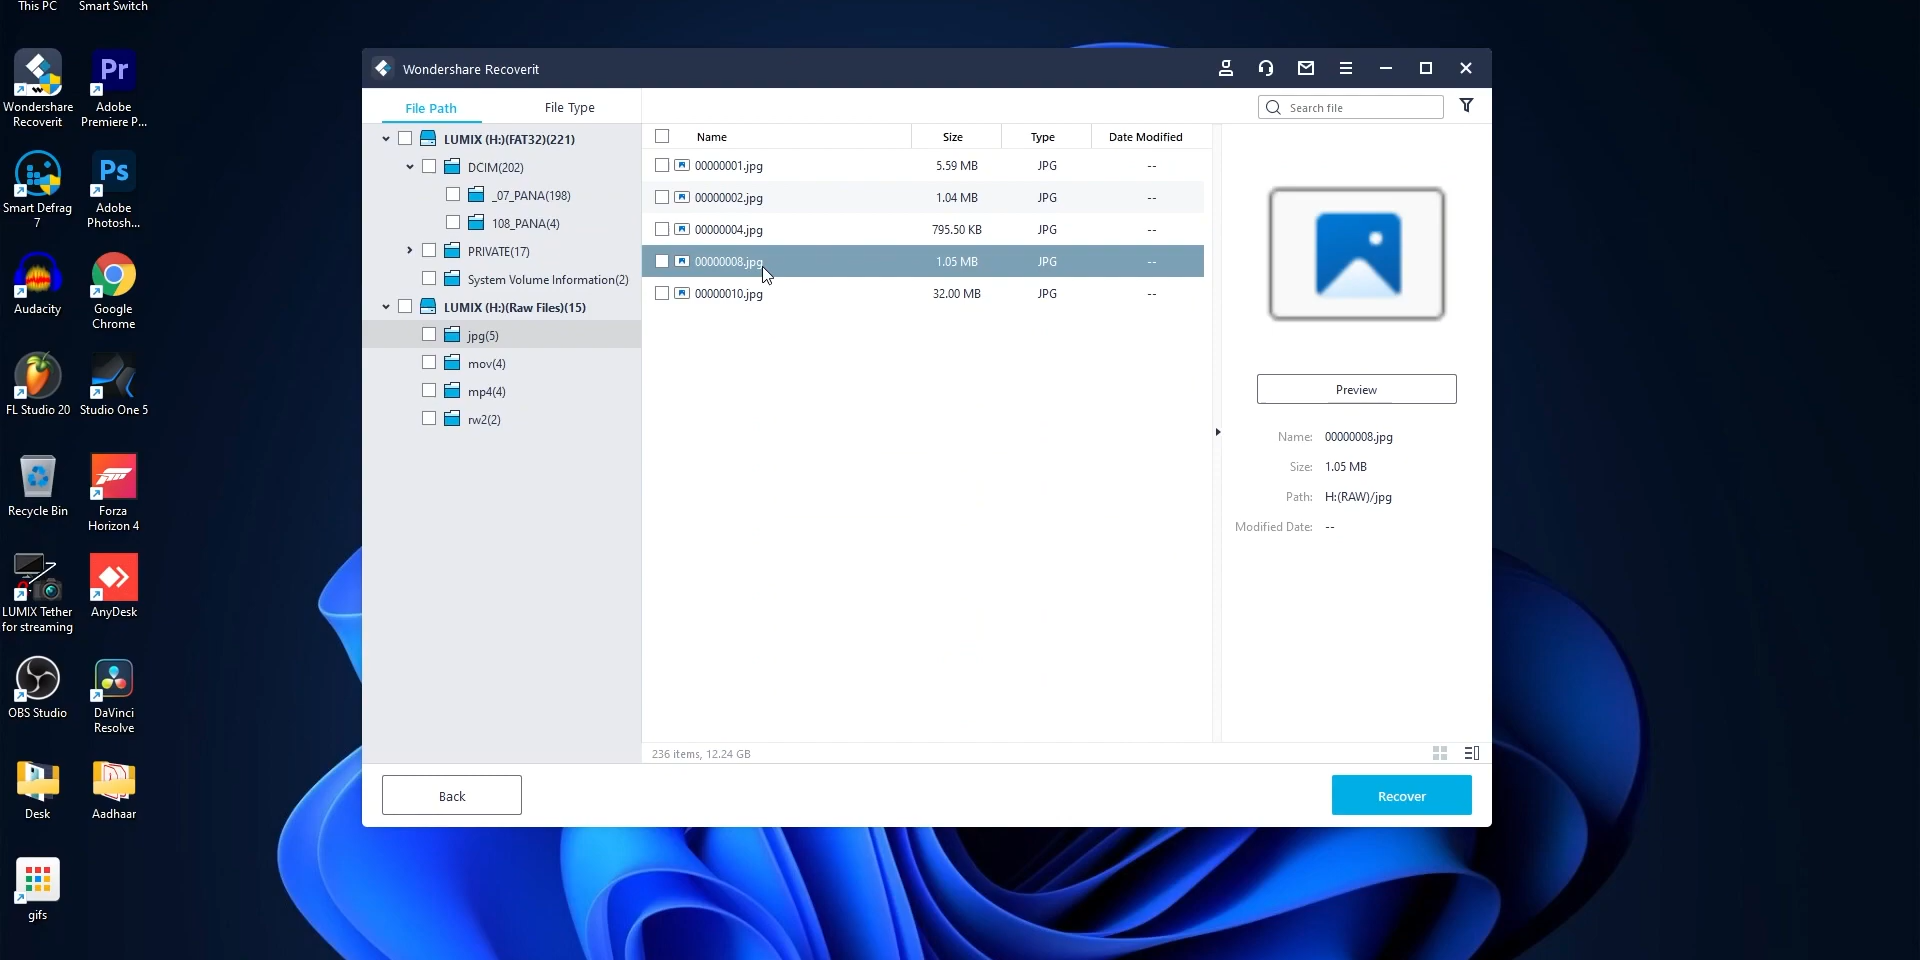 This PC
Smart Switch
Wondershare
Recoverit
Pr
Adobe
Premiere P...
Smart Defrag
7
Ps
Adobe
Photosh...
Audacity
Google
Chrome
FL Studio 20
Studio One 5
Recycle Bin
Forza
Horizon 4
LUMIX Tether
for streaming
AnyDesk
OBS Studio
DaVinci
Resolve
Desk
Aadhaar
gifs
Wondershare Recoverit
File Path
File Type
Search file
LUMIX (H:)(FAT32)(221)
DCIM(202)
_07_PANA(198)
108_PANA(4)
PRIVATE(17)
System Volume Information(2)
LUMIX (H:)(Raw Files)(15)
jpg(5)
mov(4)
mp4(4)
rw2(2)
Name Size Type Date Modified
00000001.jpg 5.59 MB JPG --
00000002.jpg 1.04 MB JPG --
00000004.jpg 795.50 KB JPG --
00000008.jpg 1.05 MB JPG --
00000010.jpg 32.00 MB JPG --
Preview
Name: 00000008.jpg
Size: 1.05 MB
Path: H:(RAW)/jpg
Modified Date: --
236 items, 12.24 GB
Back
Recover